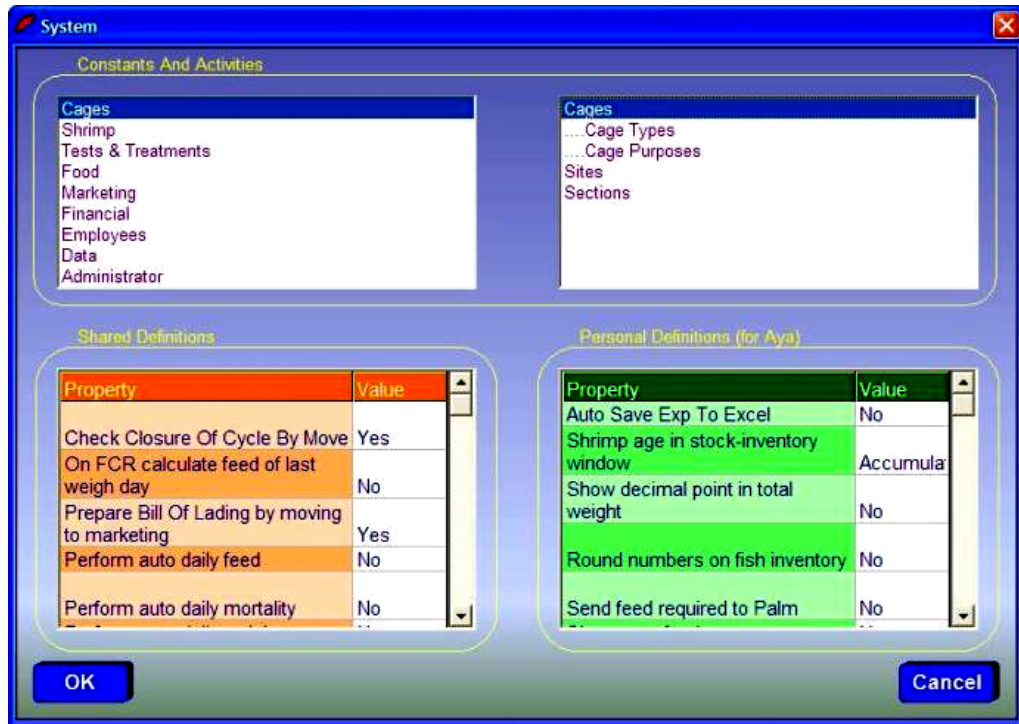 System
Constants And Activities
Cages
Shrimp
Tests & Treatments
Food
Marketing
Financial
Employees
Data
Administrator
Cages
....Cage Types
....Cage Purposes
Sites
Sections
Shared Definitions
Property Value
Check Closure Of Cycle By Move Yes
On FCR calculate feed of last
weigh day No
Prepare Bill Of Lading by moving
to marketing Yes
Perform auto daily feed No
Perform auto daily mortality No
Personal Definitions (for Aya)
Property Value
Auto Save Exp To Excel No
Shrimp age in stock-inventory
window Accumulat
Show decimal point in total
weight No
Round numbers on fish inventory No
Send feed required to Palm No
OK
Cancel